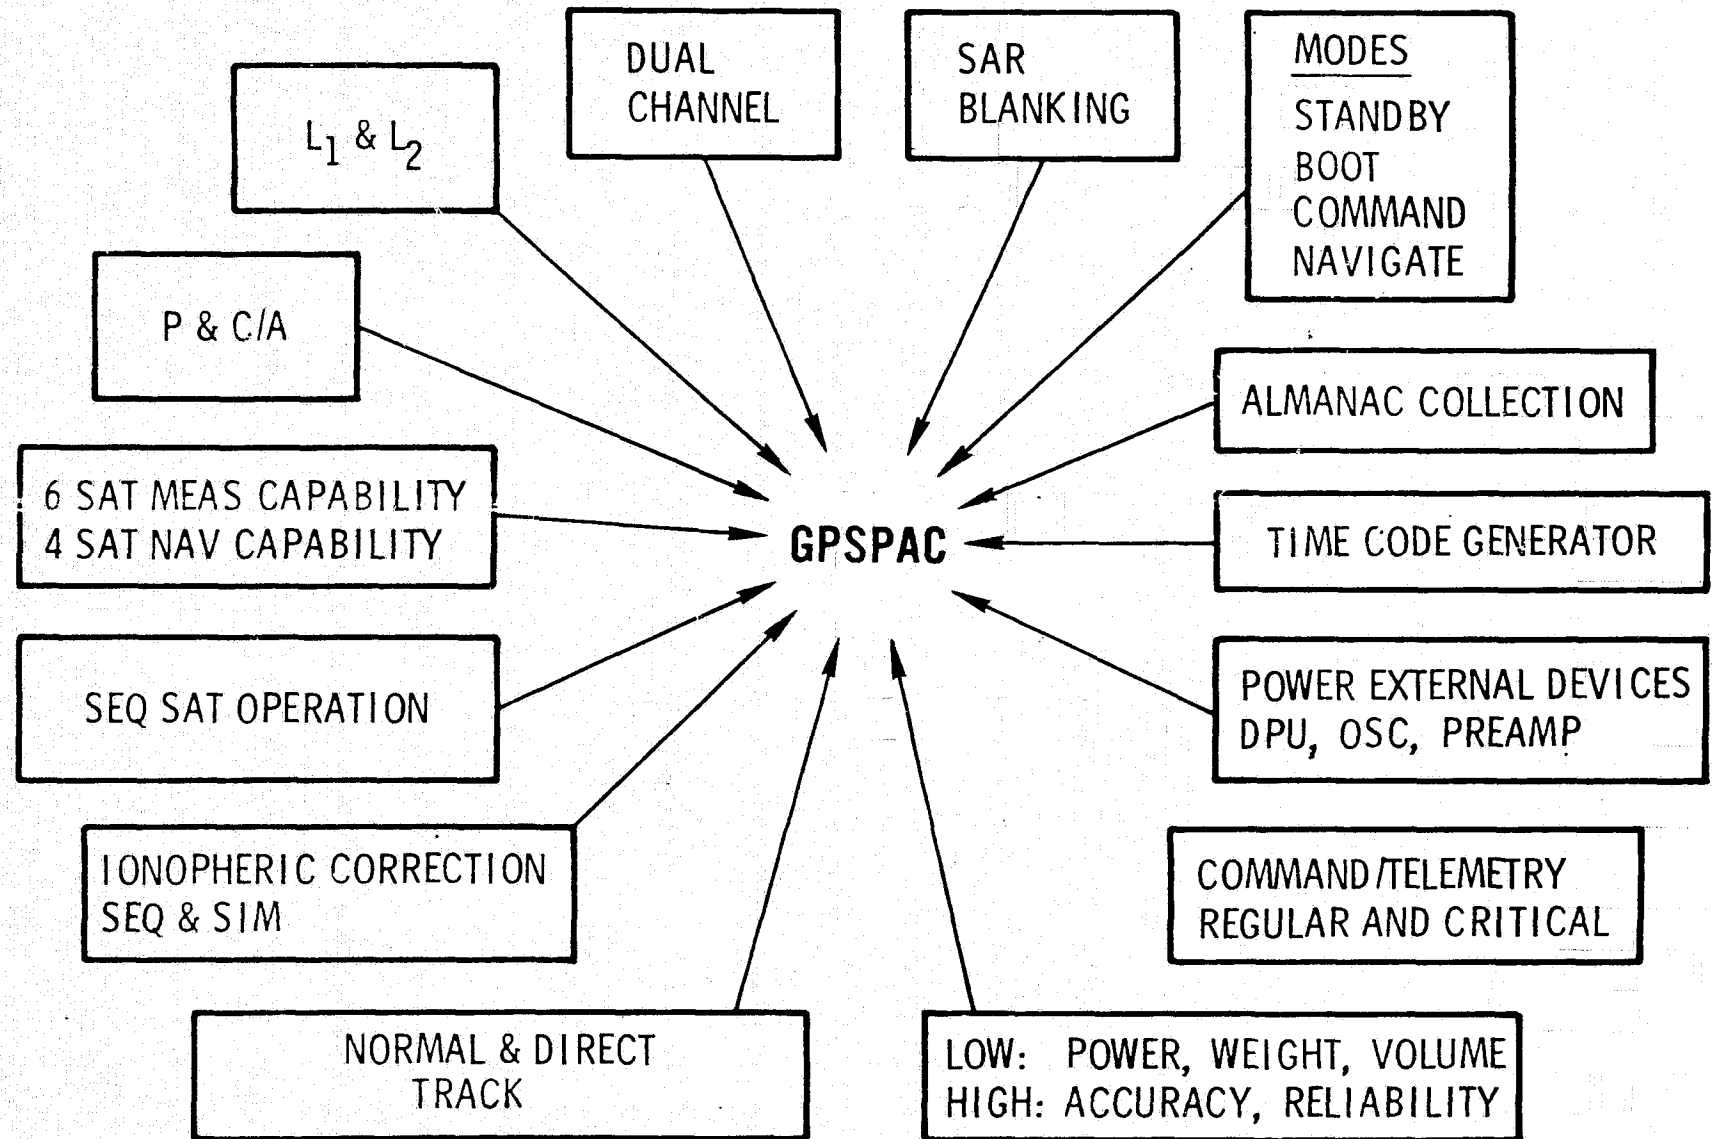 DUAL
CHANNEL
SAR
BLANKING
MODES
STANDBY
BOOT
COMMAND
NAVIGATE
L1 & L2
P & C/A
ALMANAC COLLECTION
6 SAT MEAS CAPABILITY
4 SAT NAV CAPABILITY
GPSPAC
TIME CODE GENERATOR
SEQ SAT OPERATION
POWER EXTERNAL DEVICES
DPU, OSC, PREAMP
IONOPHERIC CORRECTION
SEQ & SIM
COMMAND/TELEMETRY
REGULAR AND CRITICAL
NORMAL & DIRECT
TRACK
LOW: POWER, WEIGHT, VOLUME
HIGH: ACCURACY, RELIABILITY